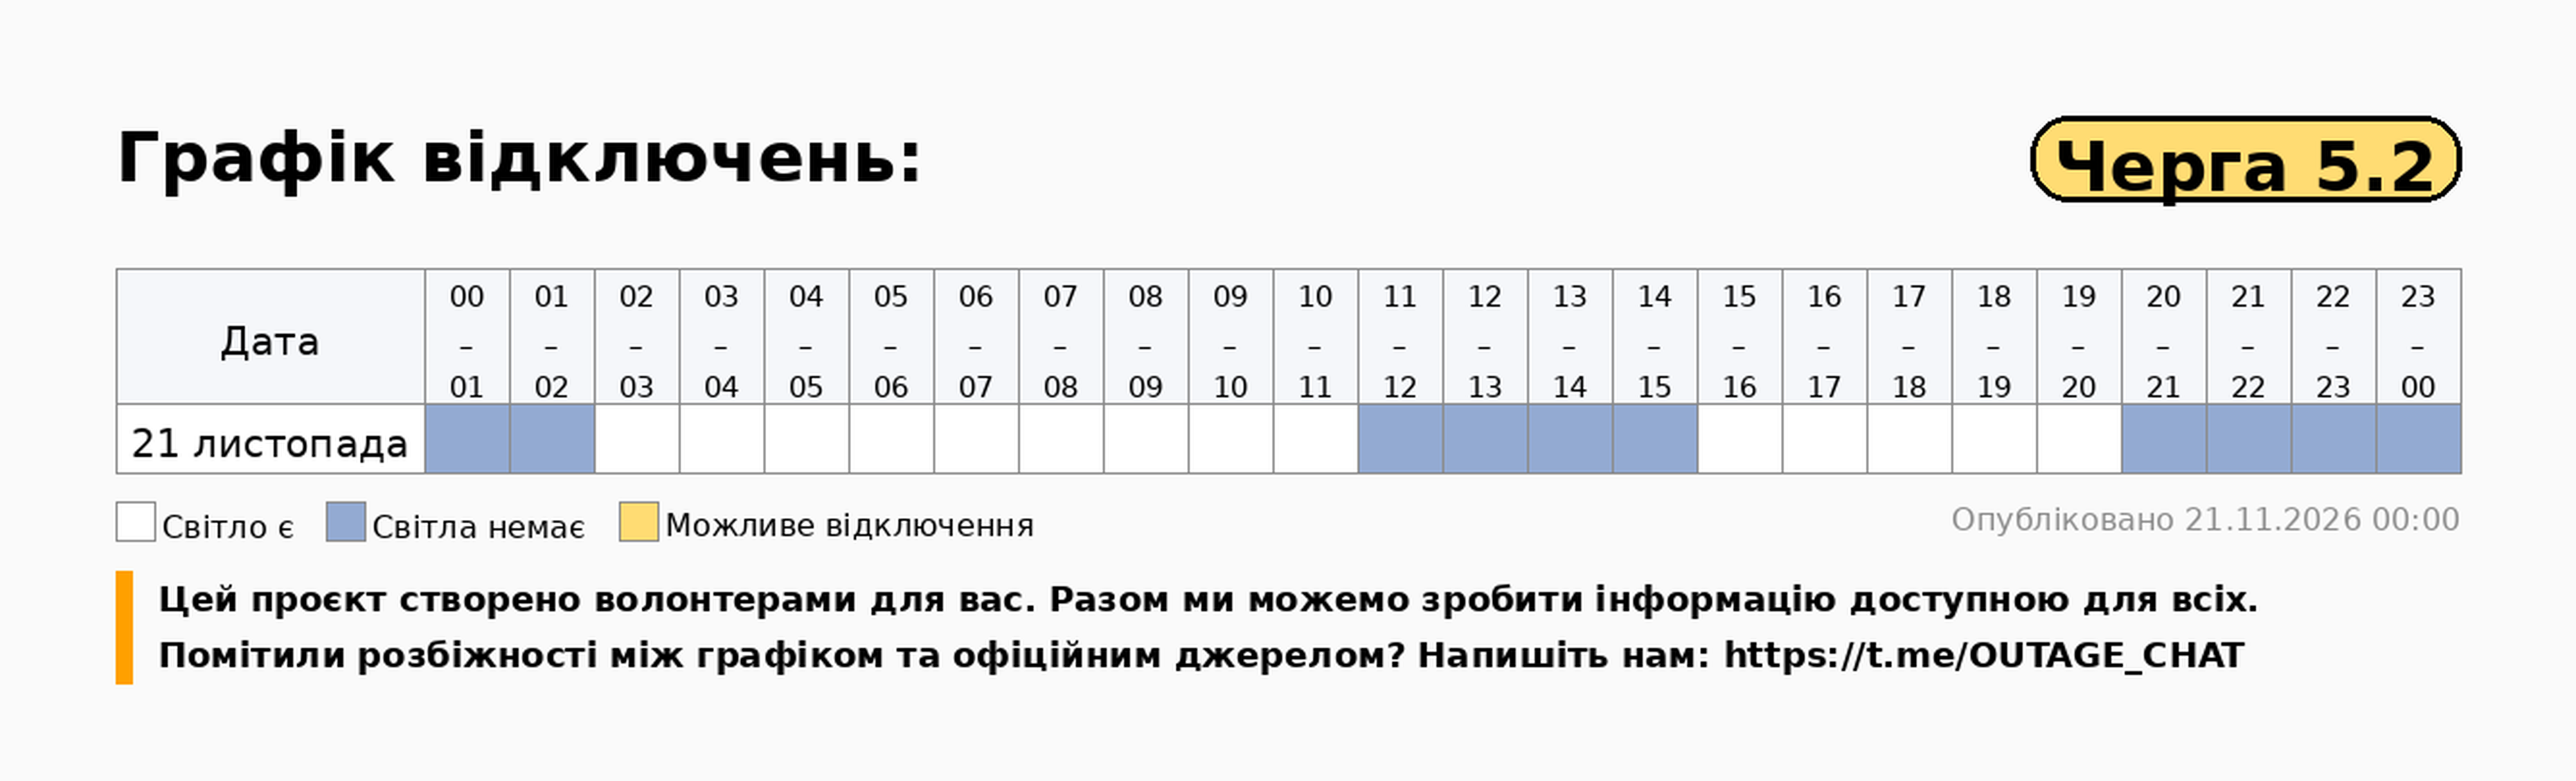 Графік відключень:
Черга 5.2
Дата
00 – 01
01 – 02
02 – 03
03 – 04
04 – 05
05 – 06
06 – 07
07 – 08
08 – 09
09 – 10
10 – 11
11 – 12
12 – 13
13 – 14
14 – 15
15 – 16
16 – 17
17 – 18
18 – 19
19 – 20
20 – 21
21 – 22
22 – 23
23 – 00
21 листопада
Світло є
Світла немає
Можливе відключення
Опубліковано 21.11.2026 00:00
Цей проєкт створено волонтерами для вас. Разом ми можемо зробити інформацію доступною для всіх.
Помітили розбіжності між графіком та офіційним джерелом? Напишіть нам: https://t.me/OUTAGE_CHAT